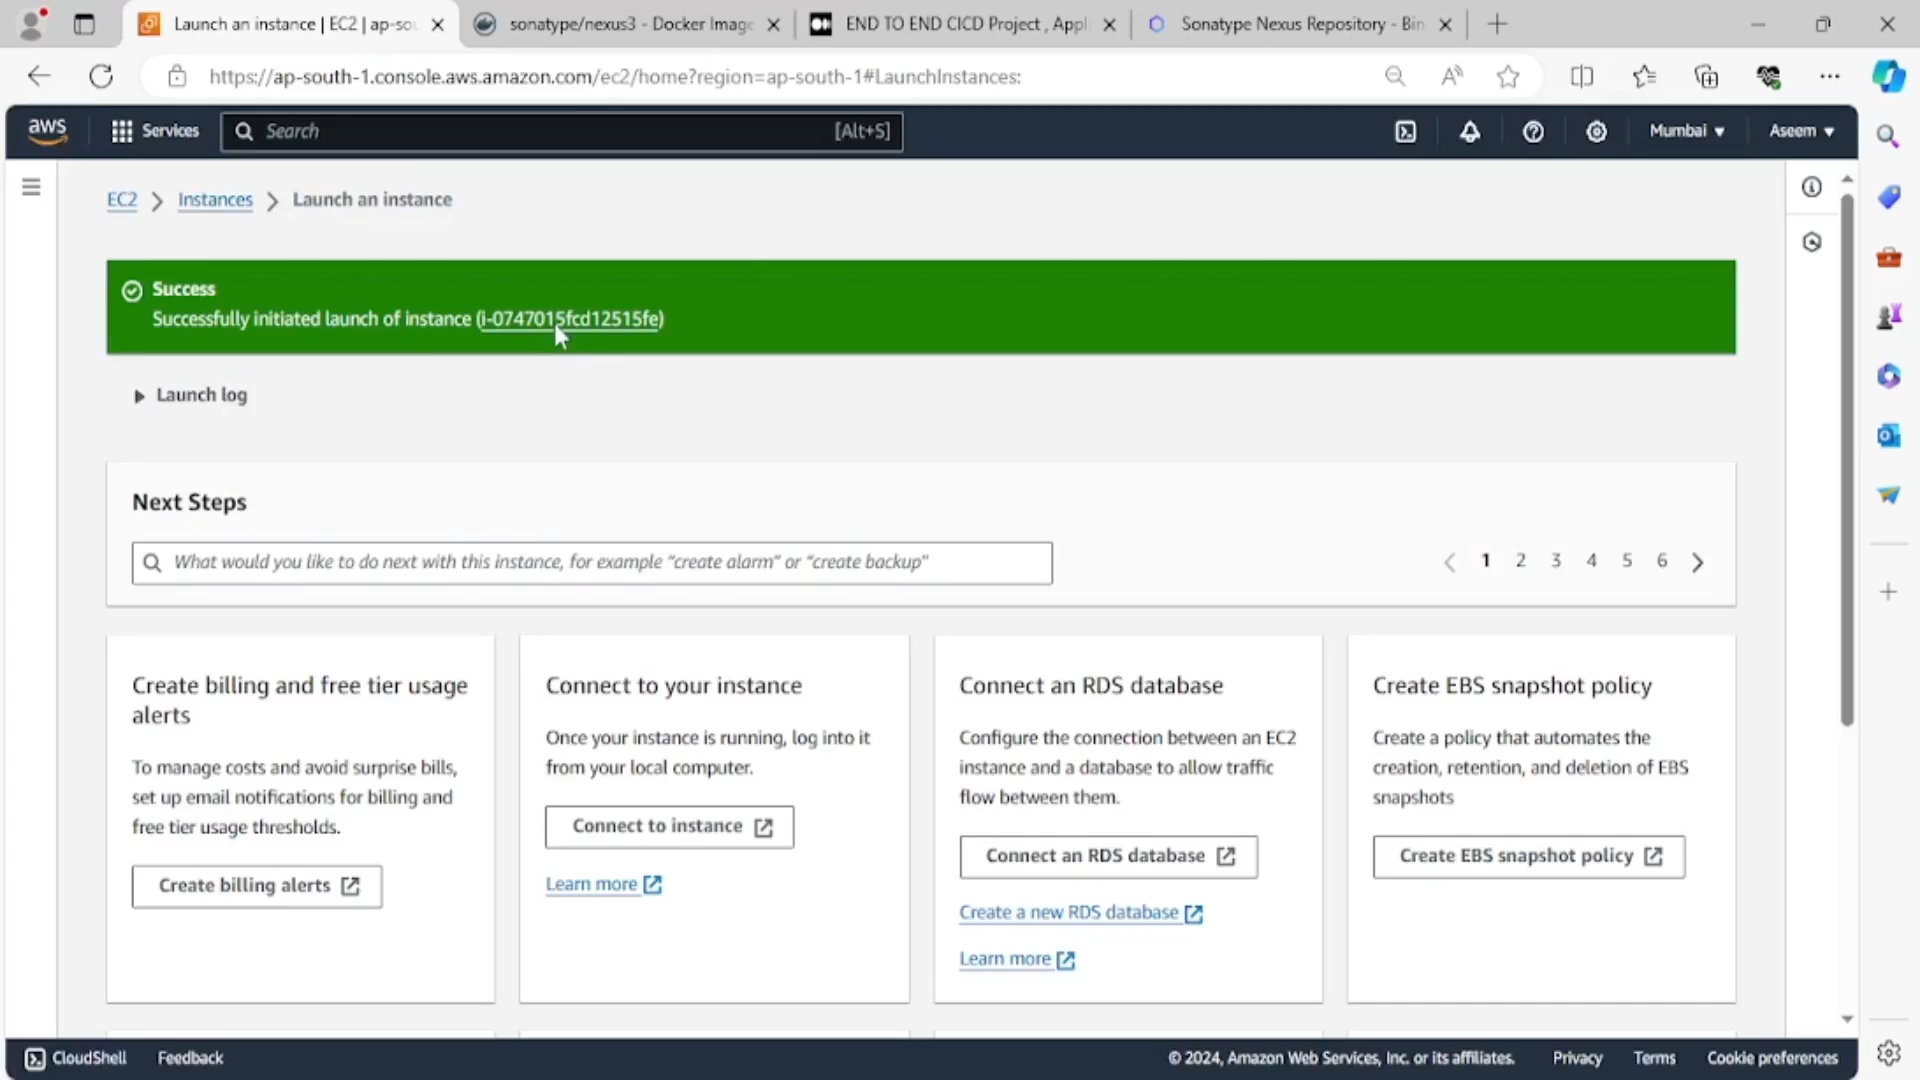 Launch an instance | EC2 | ap-sou
sonatype/nexus3 - Docker Image
END TO END CICD Project , Appl
Sonatype Nexus Repository - Bin
https://ap-south-1.console.aws.amazon.com/ec2/home?region=ap-south-1#LaunchInstances:
aws
Services
Search
[Alt+S]
Mumbai
Aseem
EC2
Instances
Launch an instance
Success
Successfully initiated launch of instance (i-0747015fcd12515fe)
Launch log
Next Steps
What would you like to do next with this instance, for example "create alarm" or "create backup"
1 2 3 4 5 6
Create billing and free tier usage
alerts
To manage costs and avoid surprise bills,
set up email notifications for billing and
free tier usage thresholds.
Create billing alerts
Connect to your instance
Once your instance is running, log into it
from your local computer.
Connect to instance
Learn more
Connect an RDS database
Configure the connection between an EC2
instance and a database to allow traffic
flow between them.
Connect an RDS database
Create a new RDS database
Learn more
Create EBS snapshot policy
Create a policy that automates the
creation, retention, and deletion of EBS
snapshots
Create EBS snapshot policy
CloudShell
Feedback
© 2024, Amazon Web Services, Inc. or its affiliates.
Privacy
Terms
Cookie preferences